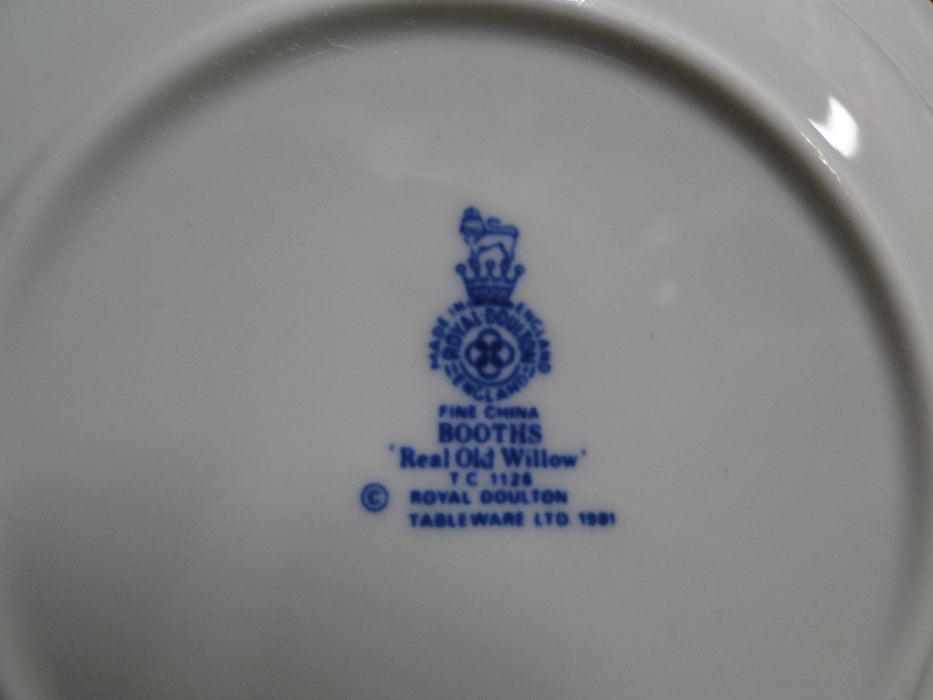 MADE IN ENGLAND
ROYAL DOULTON
ENGLAND
FINE CHINA
BOOTHS
'Real Old Willow'
T C 1126
© ROYAL DOULTON
TABLEWARE LTD 1981